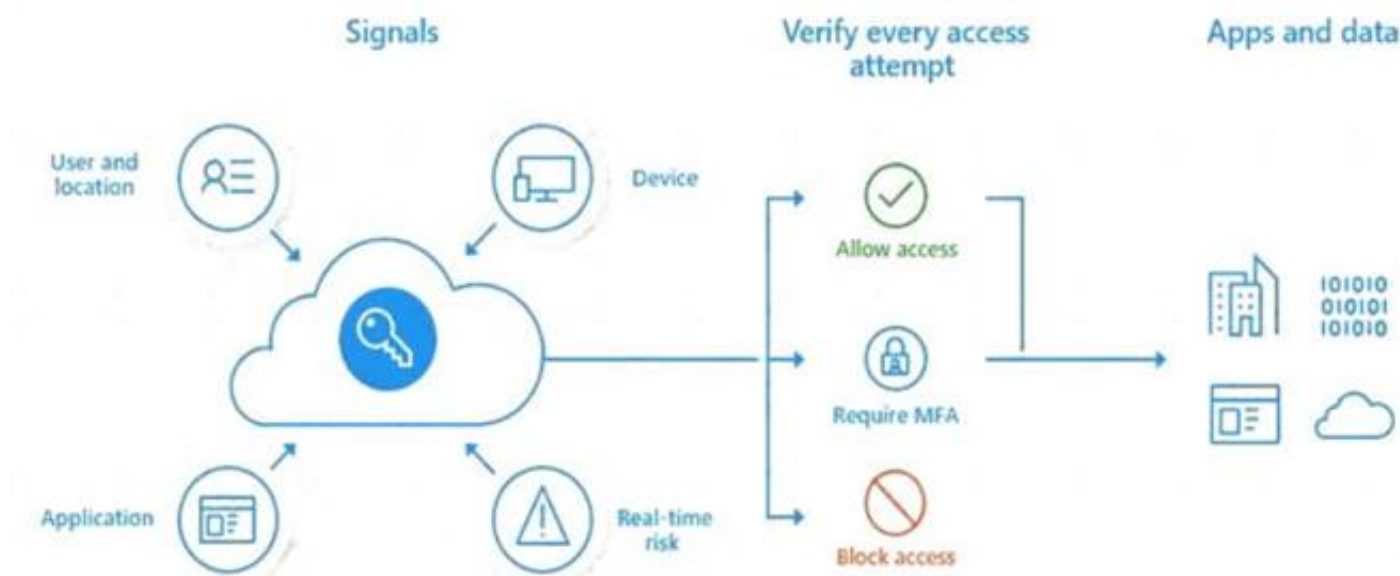 Signals
Verify every access
attempt
Apps and data
User and
location
Device
Allow access
101010
010101
101010
Require MFA
Application
Real-time
risk
Block access